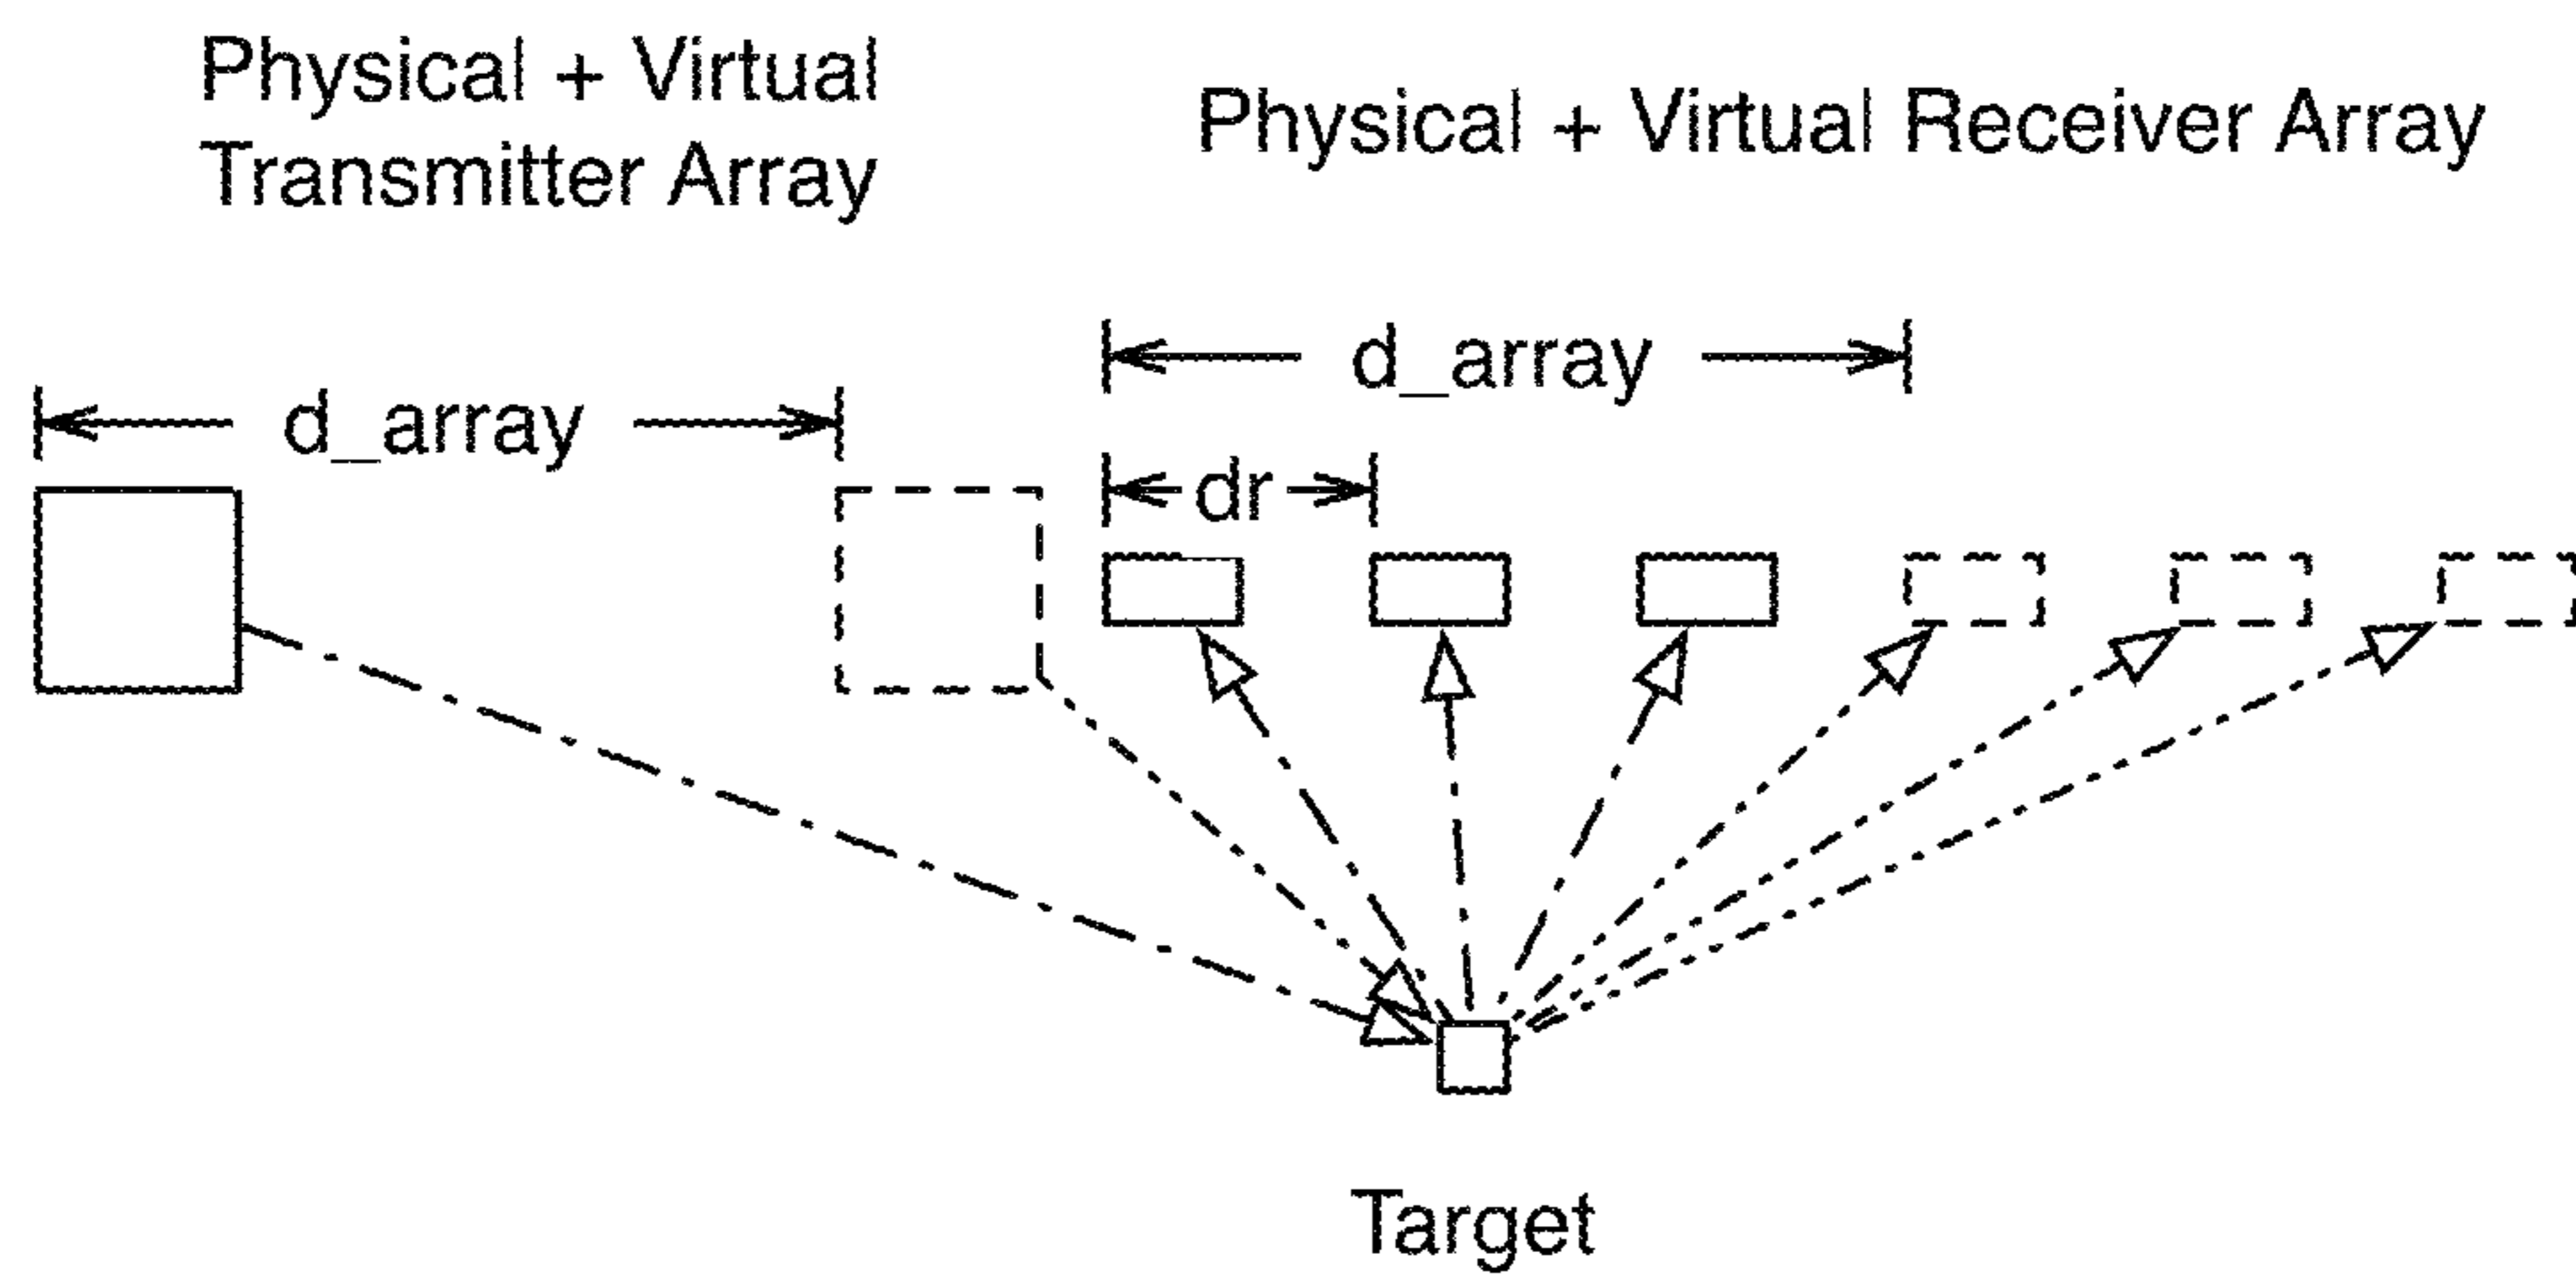 Physical + Virtual
Transmitter Array
Physical + Virtual Receiver Array
d_array
d_array
dr
Target